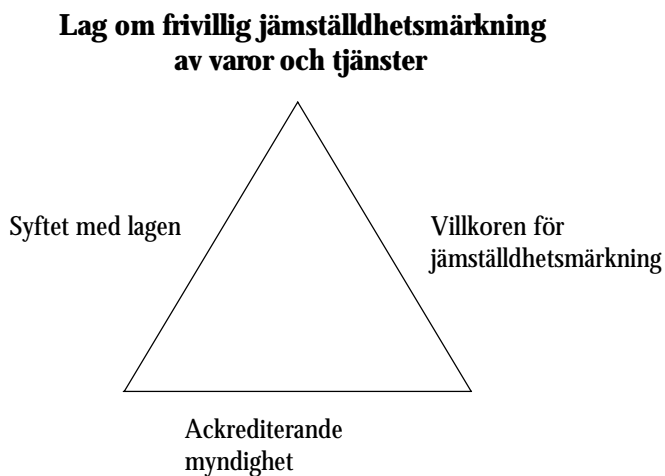 Lag om frivillig jämställdhetsmärkning
av varor och tjänster
Syftet med lagen
Villkoren för
jämställdhetsmärkning
Ackrediterande
myndighet